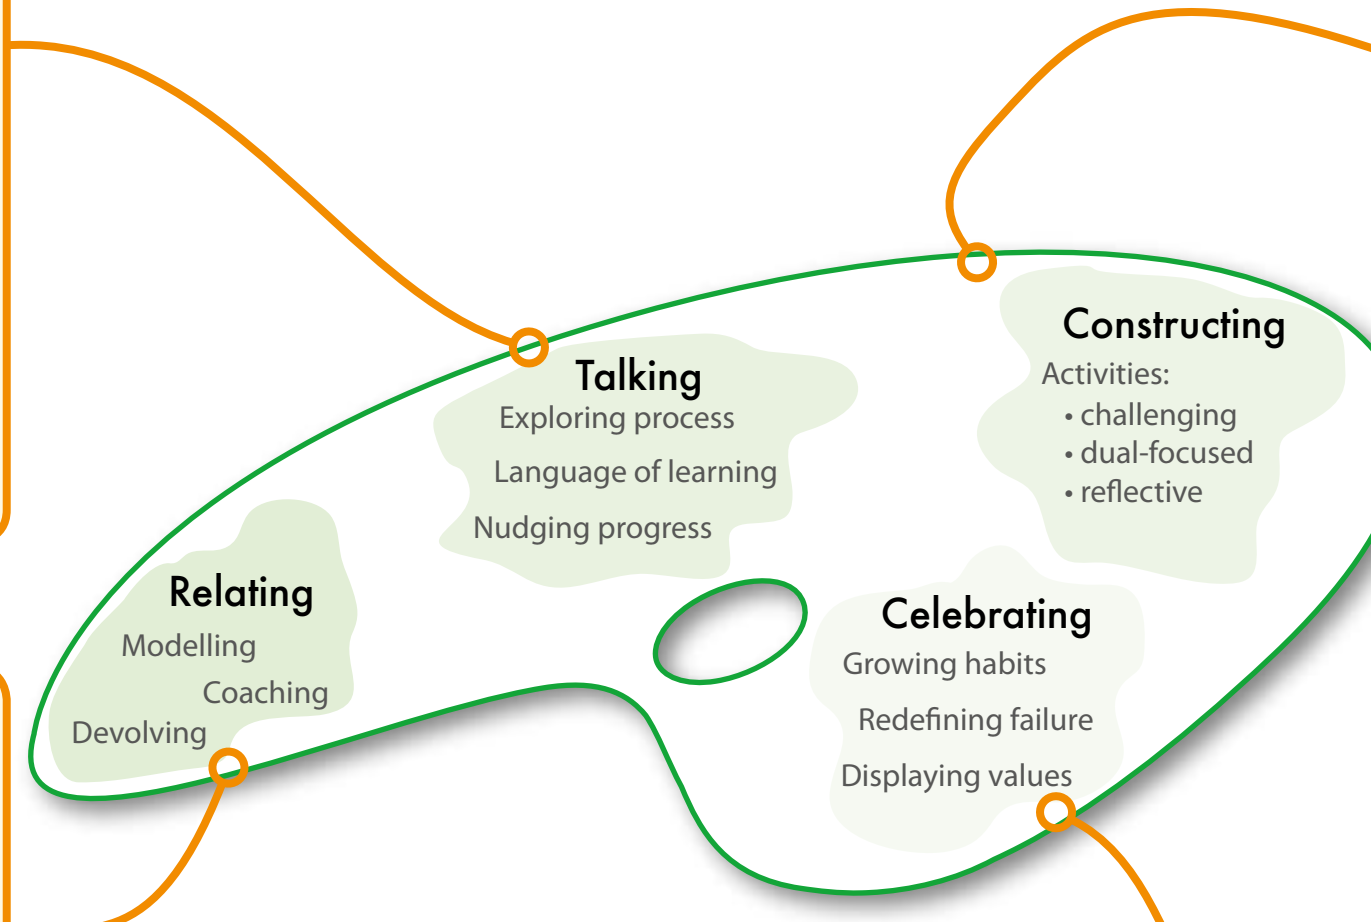 Talking
Exploring process
Language of learning
Nudging progress
Constructing
Activities:
• challenging
• dual-focused
• reflective
Relating
Modelling
Coaching
Devolving
Celebrating
Growing habits
Redefining failure
Displaying values